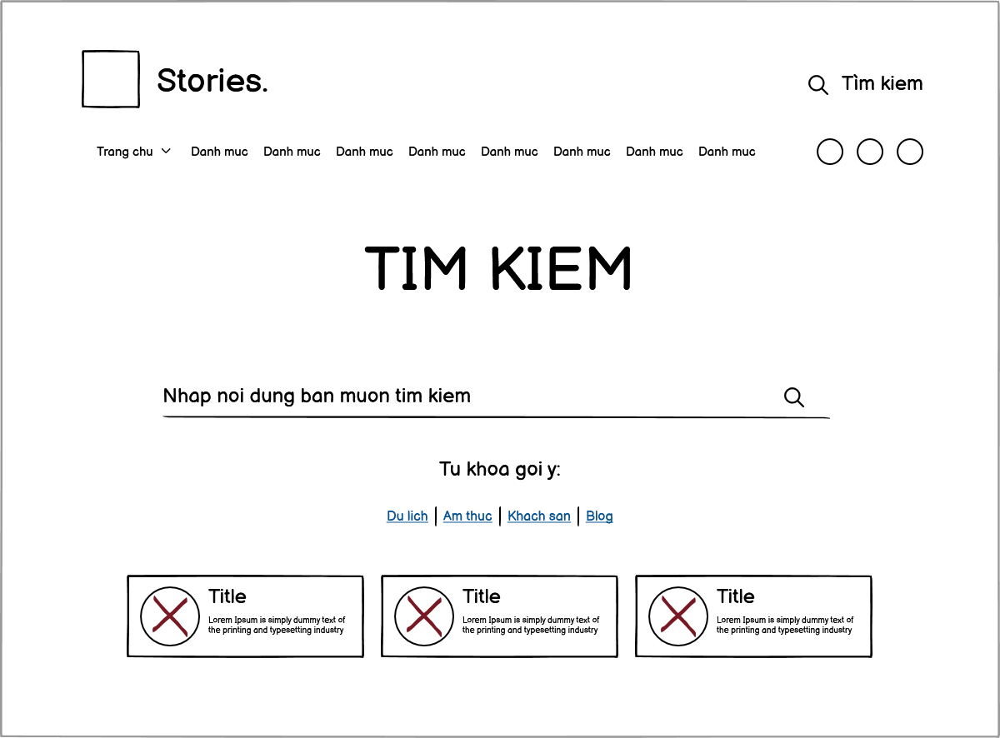 Stories.
Tìm kiem
Trang chu Danh muc Danh muc Danh muc Danh muc Danh muc Danh muc Danh muc Danh muc
TIM KIEM
Nhap noi dung ban muon tim kiem
Tu khoa goi y:
Du lich | Am thuc | Khach san | Blog
Title
Lorem Ipsum is simply dummy text of
the printing and typesetting industry
Title
Lorem Ipsum is simply dummy text of
the printing and typesetting industry
Title
Lorem Ipsum is simply dummy text of
the printing and typesetting industry